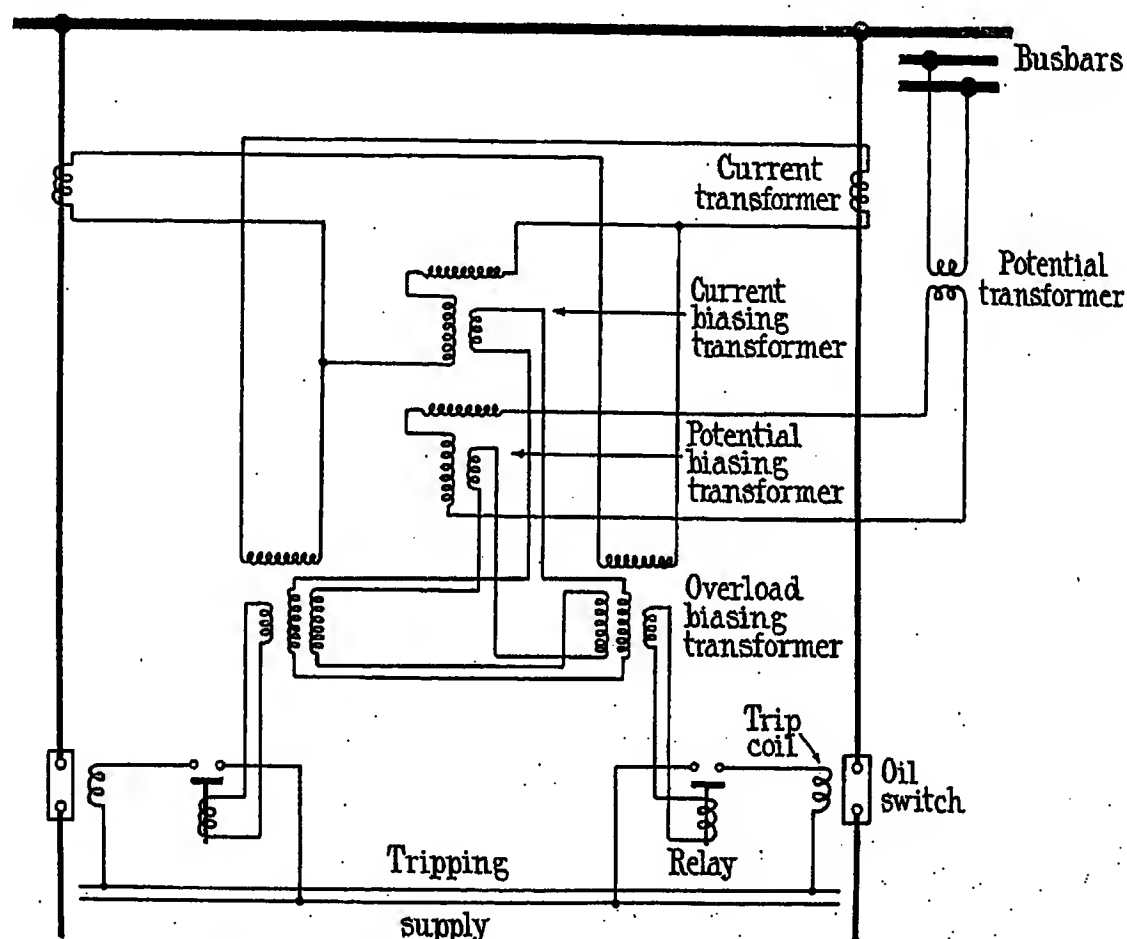 Busbars
Current
transformer
Potential
transformer
Current
biasing
transformer
Potential
biasing
transformer
Overload
biasing
transformer
Trip
coil
Oil
switch
Tripping
Relay
supply